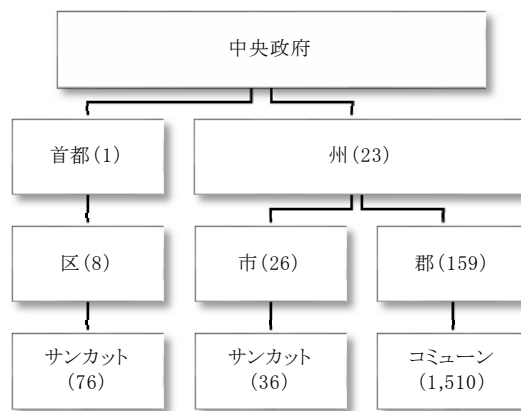 中央政府
首都(1)
州(23)
区(8)
市(26)
郡(159)
サンカット
(76)
サンカット
(36)
コミューン
(1,510)